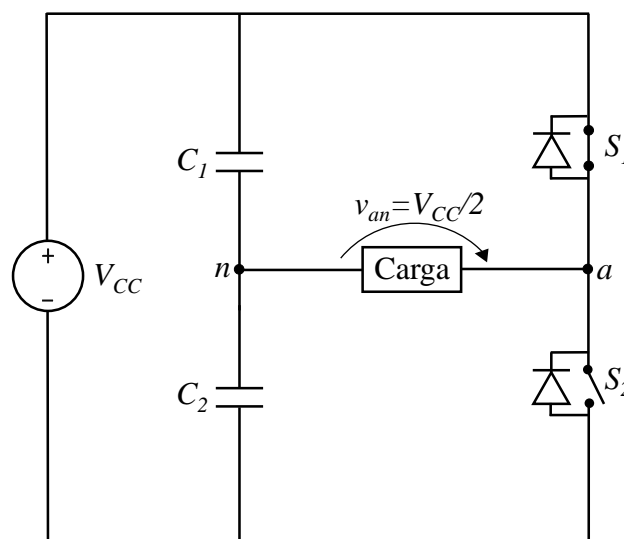 C1
S1
van=VCC/2
n
Carga
a
+
VCC
−
C2
S2